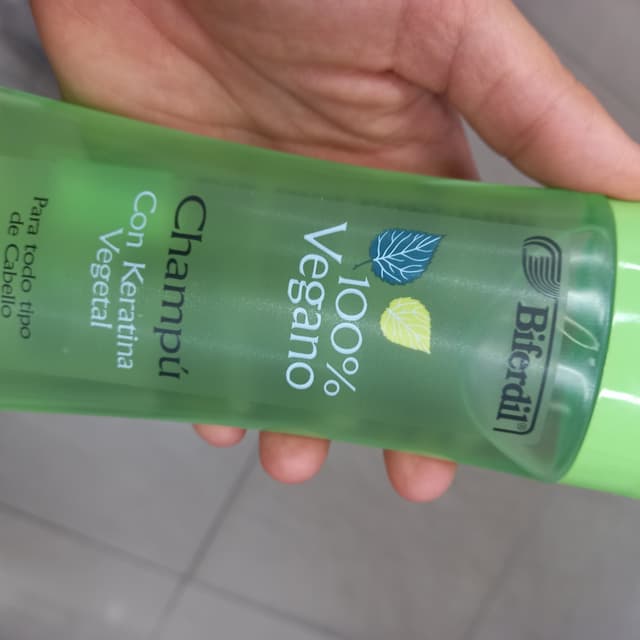 Biferdil®
100%
Vegano
Champú
Con Keratina
Vegetal
Para todo tipo
de Cabello